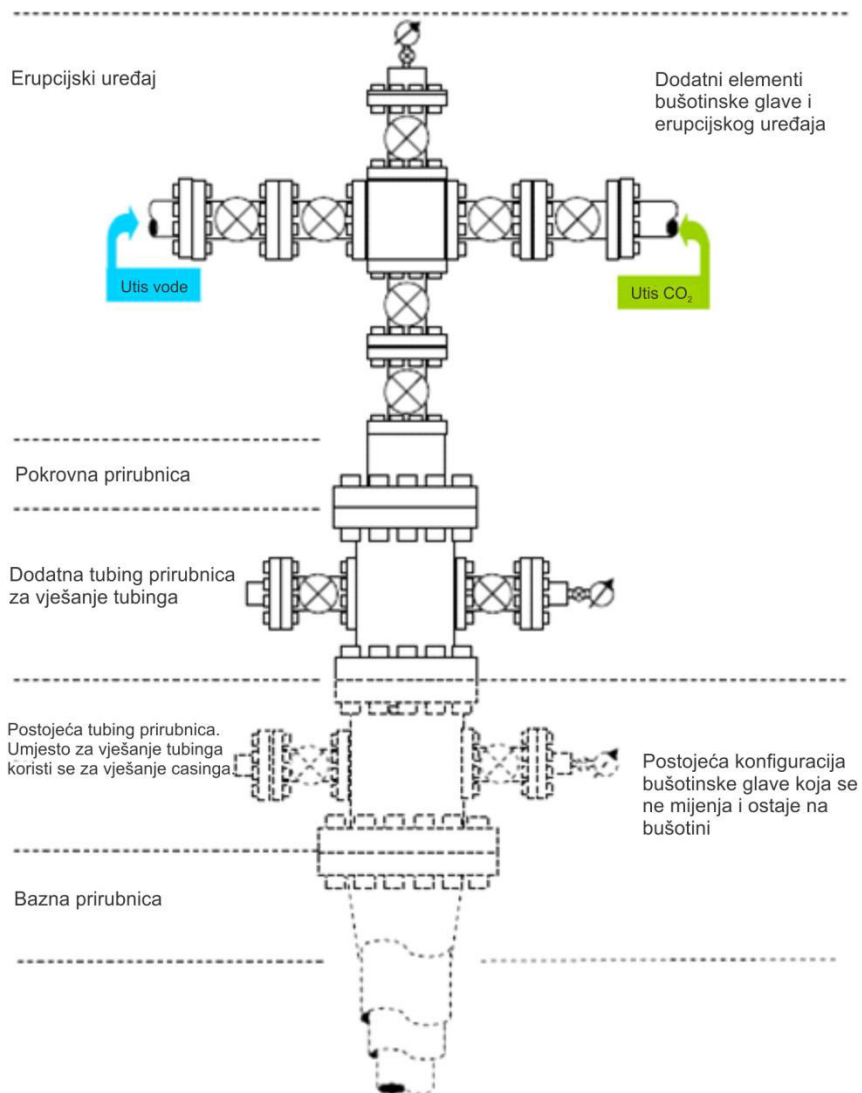 Erupcijski uređaj
Dodatni elementi
bušotinske glave i
erupcijskog uređaja
Utis vode
Utis CO₂
Pokrovna prirubnica
Dodatna tubing prirubnica
za vješanje tubinga
Postojeća tubing prirubnica.
Umjesto za vješanje tubinga
koristi se za vješanje casinga.
Postojeća konfiguracija
bušotinske glave koja se
ne mijenja i ostaje na
bušotini
Bazna prirubnica